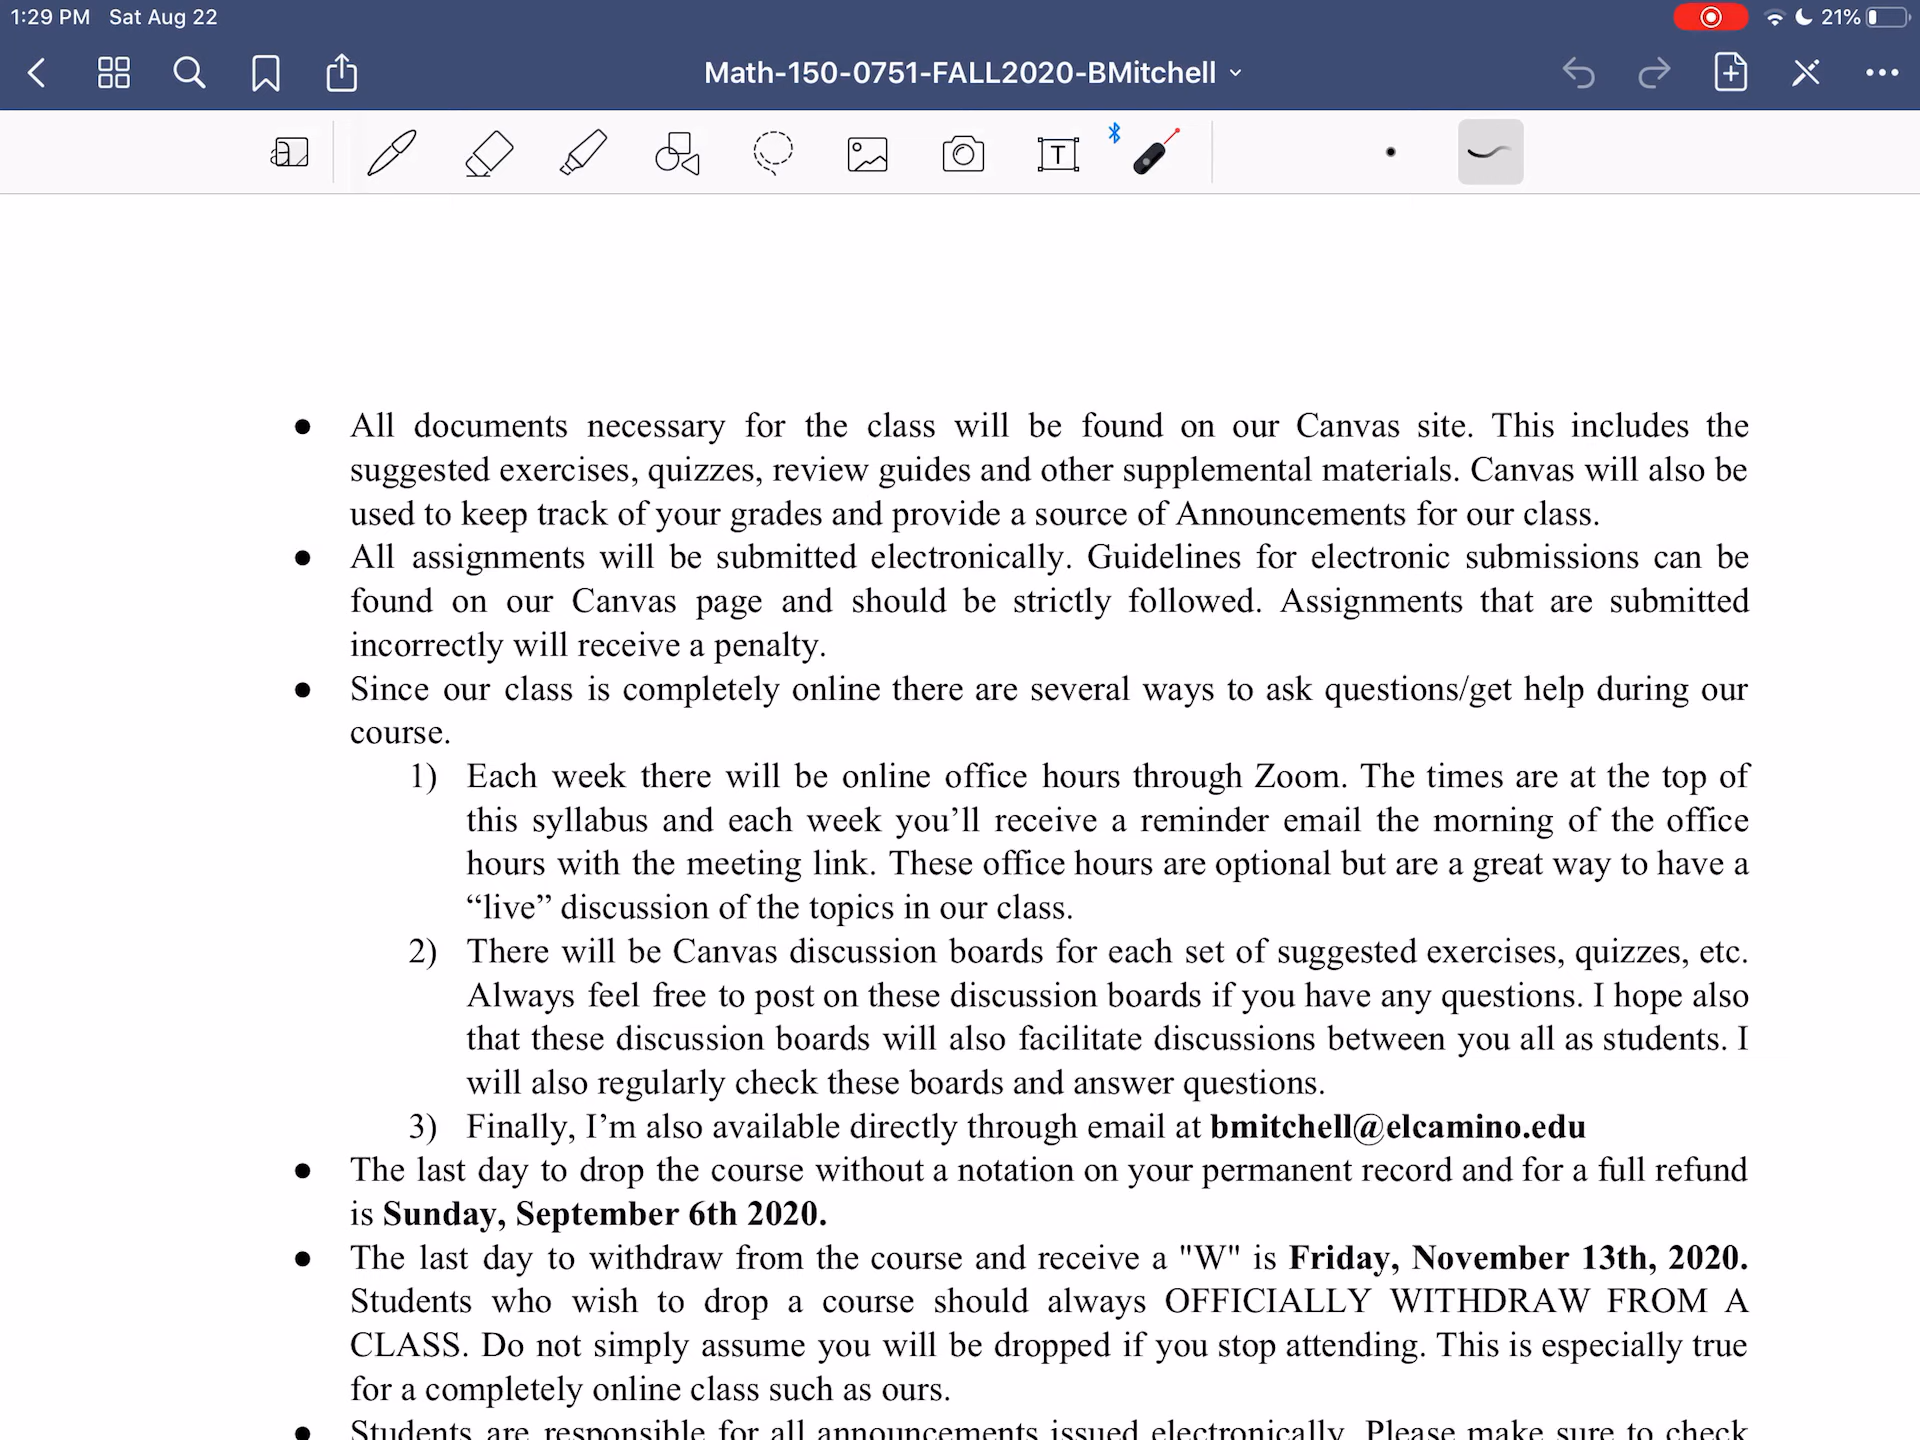 1:29 PM Sat Aug 22
21%
Math-150-0751-FALL2020-BMitchell
a
T
● All documents necessary for the class will be found on our Canvas site. This includes the
suggested exercises, quizzes, review guides and other supplemental materials. Canvas will also be
used to keep track of your grades and provide a source of Announcements for our class.
● All assignments will be submitted electronically. Guidelines for electronic submissions can be
found on our Canvas page and should be strictly followed. Assignments that are submitted
incorrectly will receive a penalty.
● Since our class is completely online there are several ways to ask questions/get help during our
course.
1) Each week there will be online office hours through Zoom. The times are at the top of
this syllabus and each week you’ll receive a reminder email the morning of the office
hours with the meeting link. These office hours are optional but are a great way to have a
“live” discussion of the topics in our class.
2) There will be Canvas discussion boards for each set of suggested exercises, quizzes, etc.
Always feel free to post on these discussion boards if you have any questions. I hope also
that these discussion boards will also facilitate discussions between you all as students. I
will also regularly check these boards and answer questions.
3) Finally, I’m also available directly through email at bmitchell@elcamino.edu
● The last day to drop the course without a notation on your permanent record and for a full refund
is Sunday, September 6th 2020.
● The last day to withdraw from the course and receive a "W" is Friday, November 13th, 2020.
Students who wish to drop a course should always OFFICIALLY WITHDRAW FROM A
CLASS. Do not simply assume you will be dropped if you stop attending. This is especially true
for a completely online class such as ours.
● Students are responsible for all announcements issued electronically. Please make sure to check